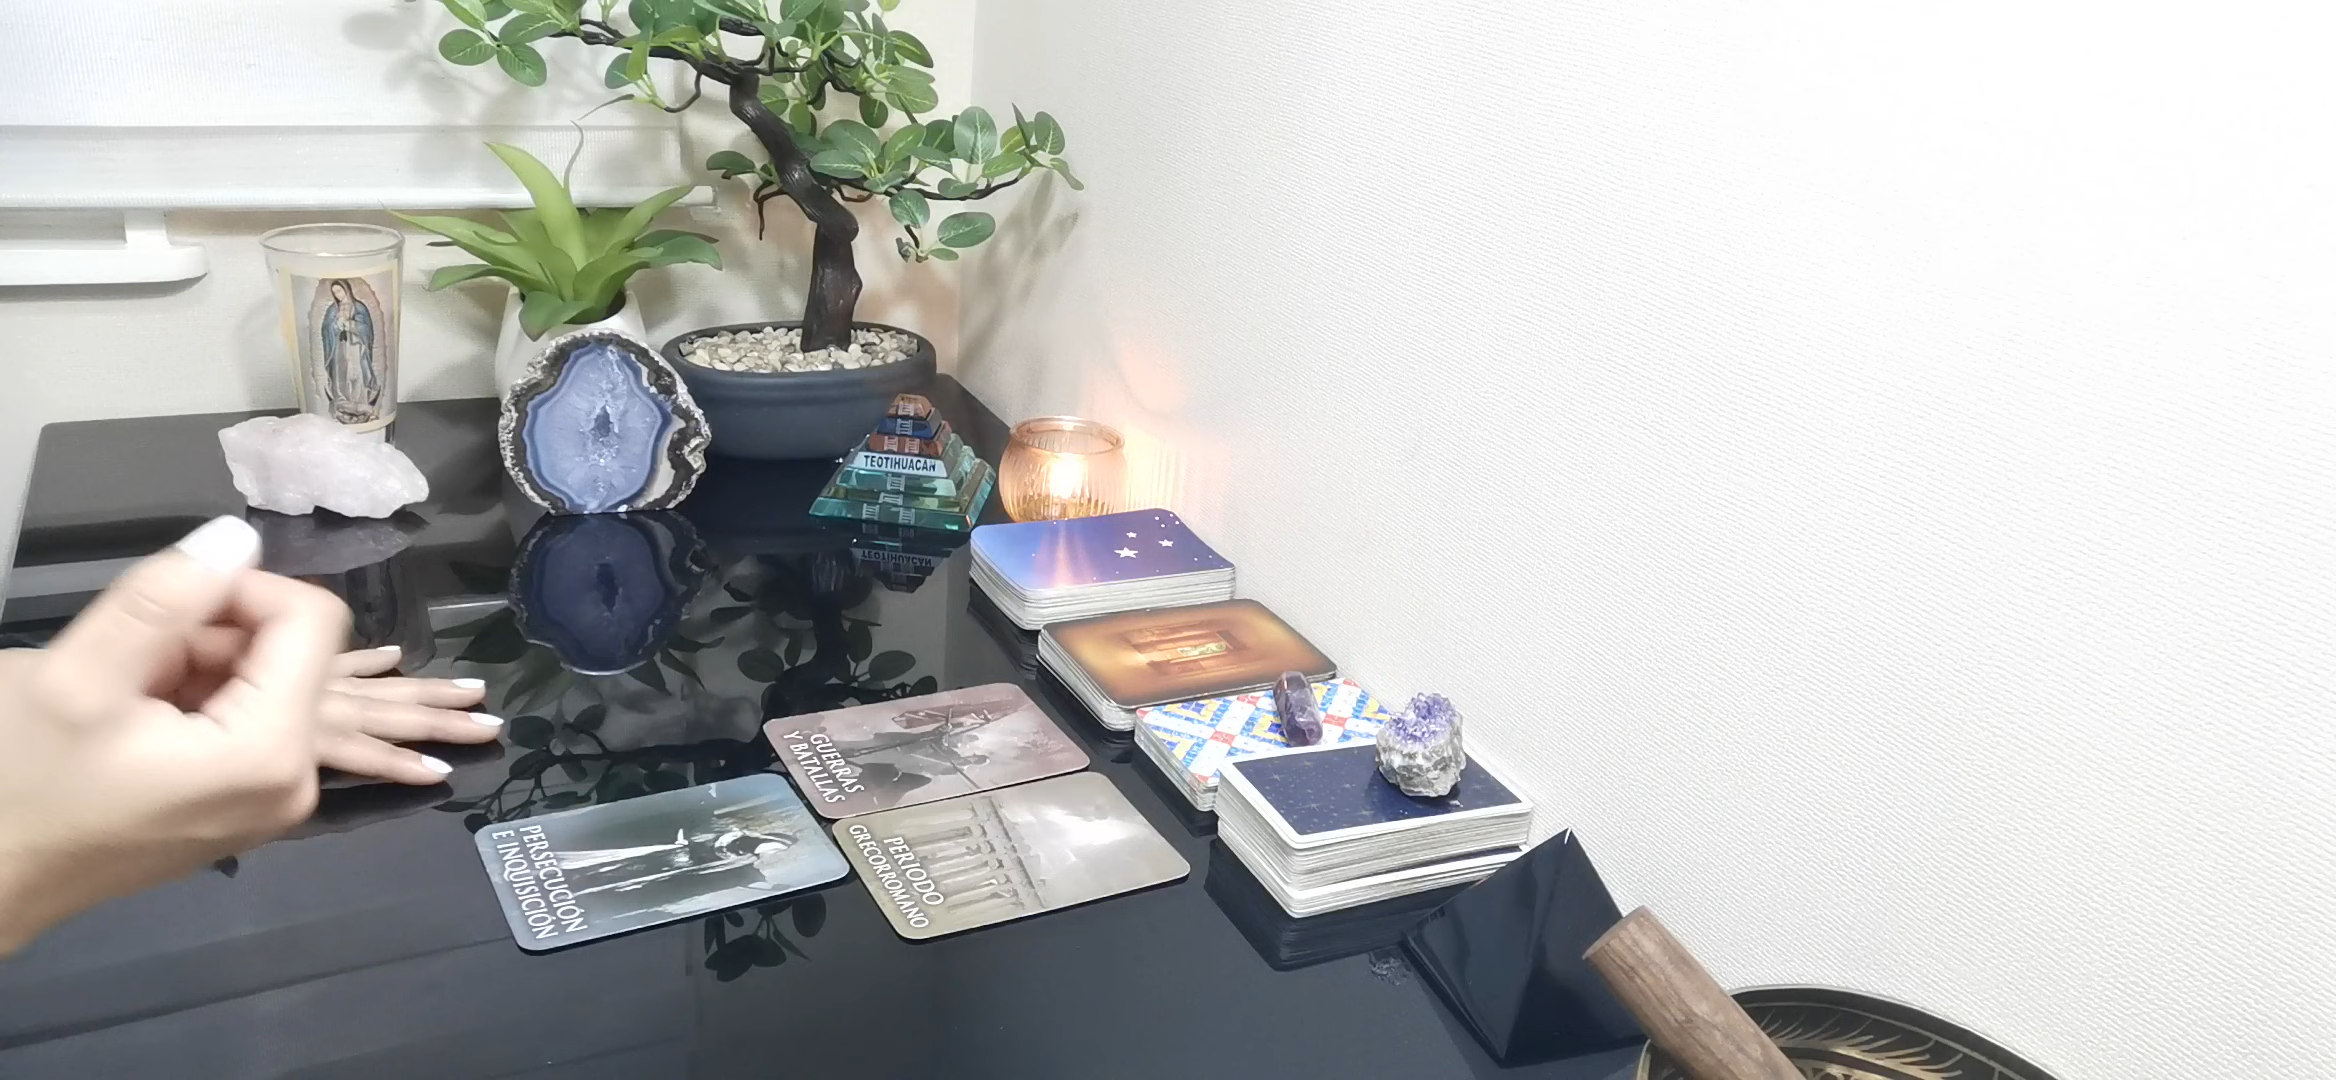 TEOTIHUACAN
GUERRAS
Y BATALLAS
PERSECUCIÓN
E INQUISICIÓN
PERIODO
GRECORROMANO